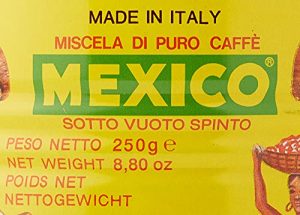 MADE IN ITALY
MISCELA DI PURO CAFFÈ
MEXICO®
SOTTO VUOTO SPINTO
PESO NETTO 250g ℮
NET WEIGHT 8,80 oz
POIDS NET
NETTOGEWICHT